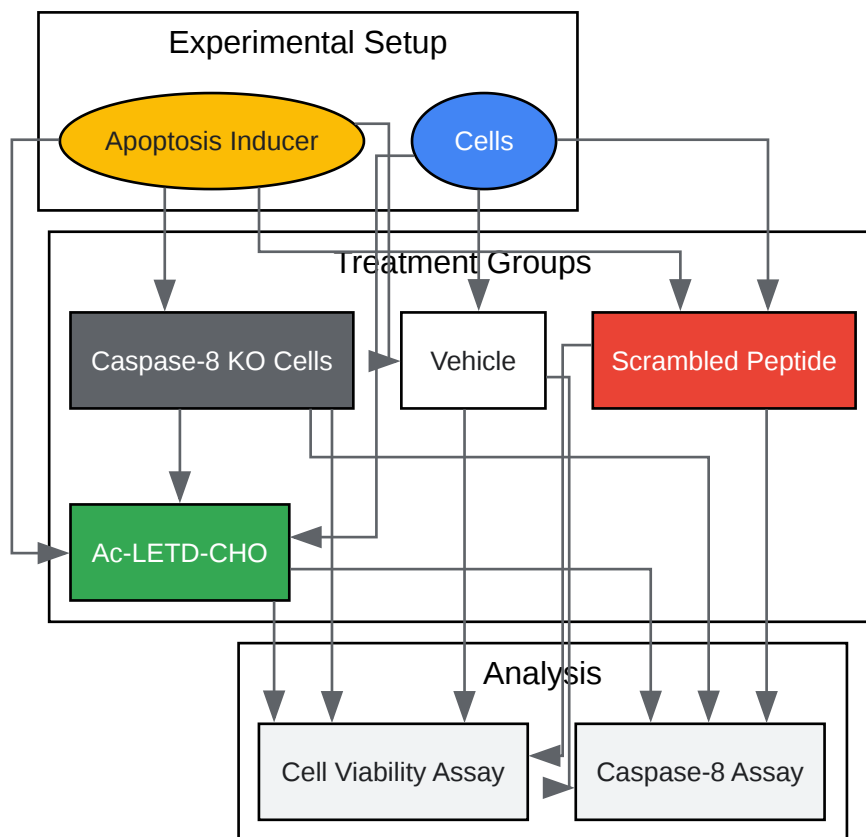 Experimental Setup
Apoptosis Inducer
Cells
Treatment Groups
Caspase-8 KO Cells
Vehicle
Scrambled Peptide
Ac-LETD-CHO
Analysis
Cell Viability Assay
Caspase-8 Assay